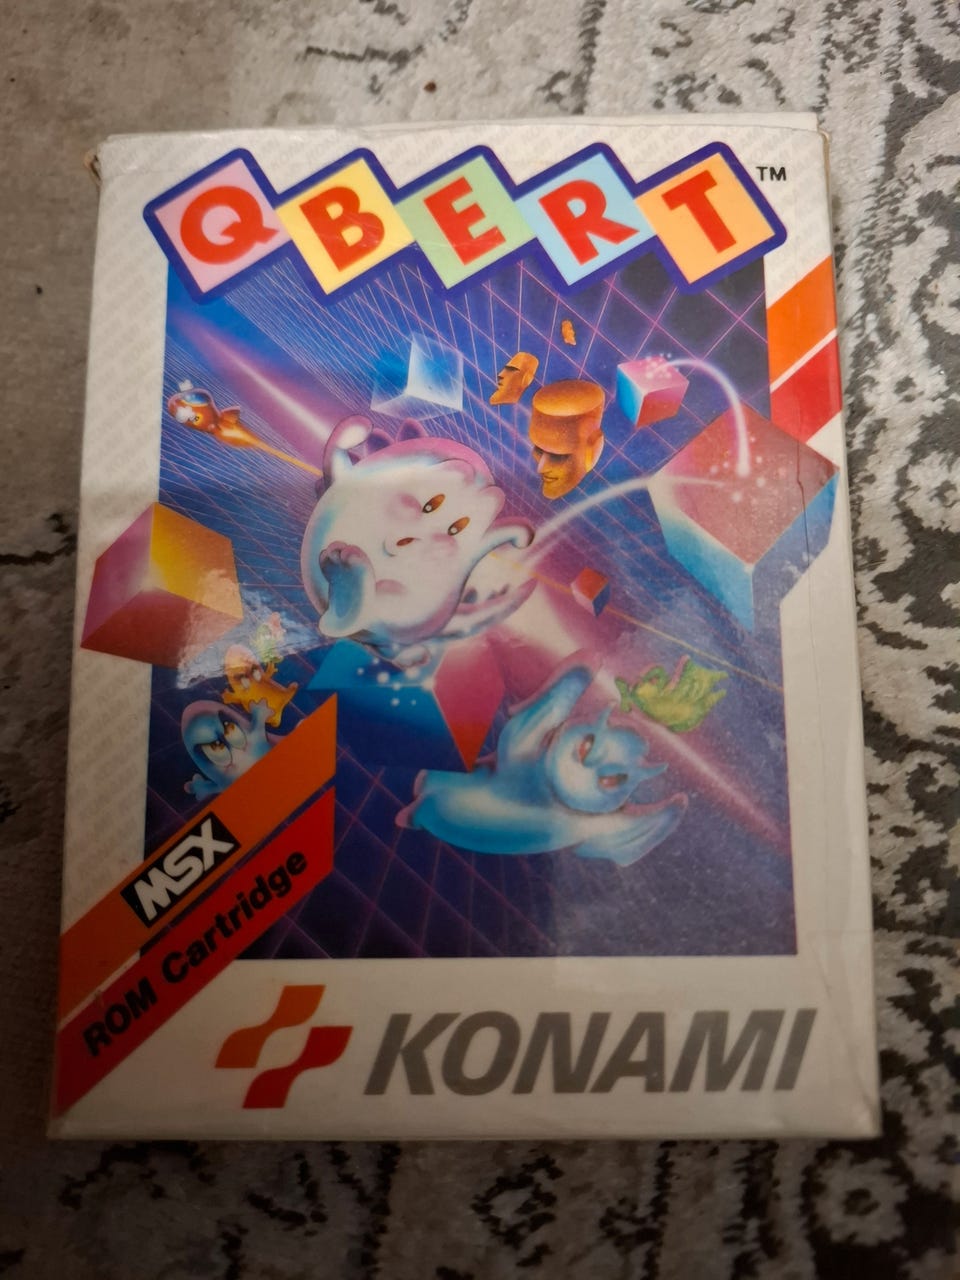 QBERT™
MSX
ROM Cartridge
KONAMI